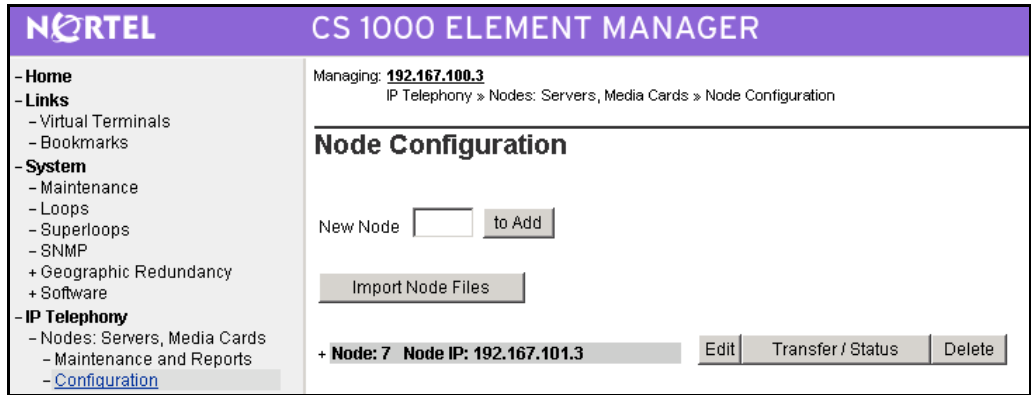 NORTEL
CS 1000 ELEMENT MANAGER
- Home
- Links
- Virtual Terminals
- Bookmarks
- System
- Maintenance
- Loops
- Superloops
- SNMP
+ Geographic Redundancy
+ Software
- IP Telephony
- Nodes: Servers, Media Cards
- Maintenance and Reports
- Configuration
Managing: 192.167.100.3
IP Telephony » Nodes: Servers, Media Cards » Node Configuration
Node Configuration
New Node to Add
Import Node Files
+ Node: 7 Node IP: 192.167.101.3 Edit Transfer / Status Delete